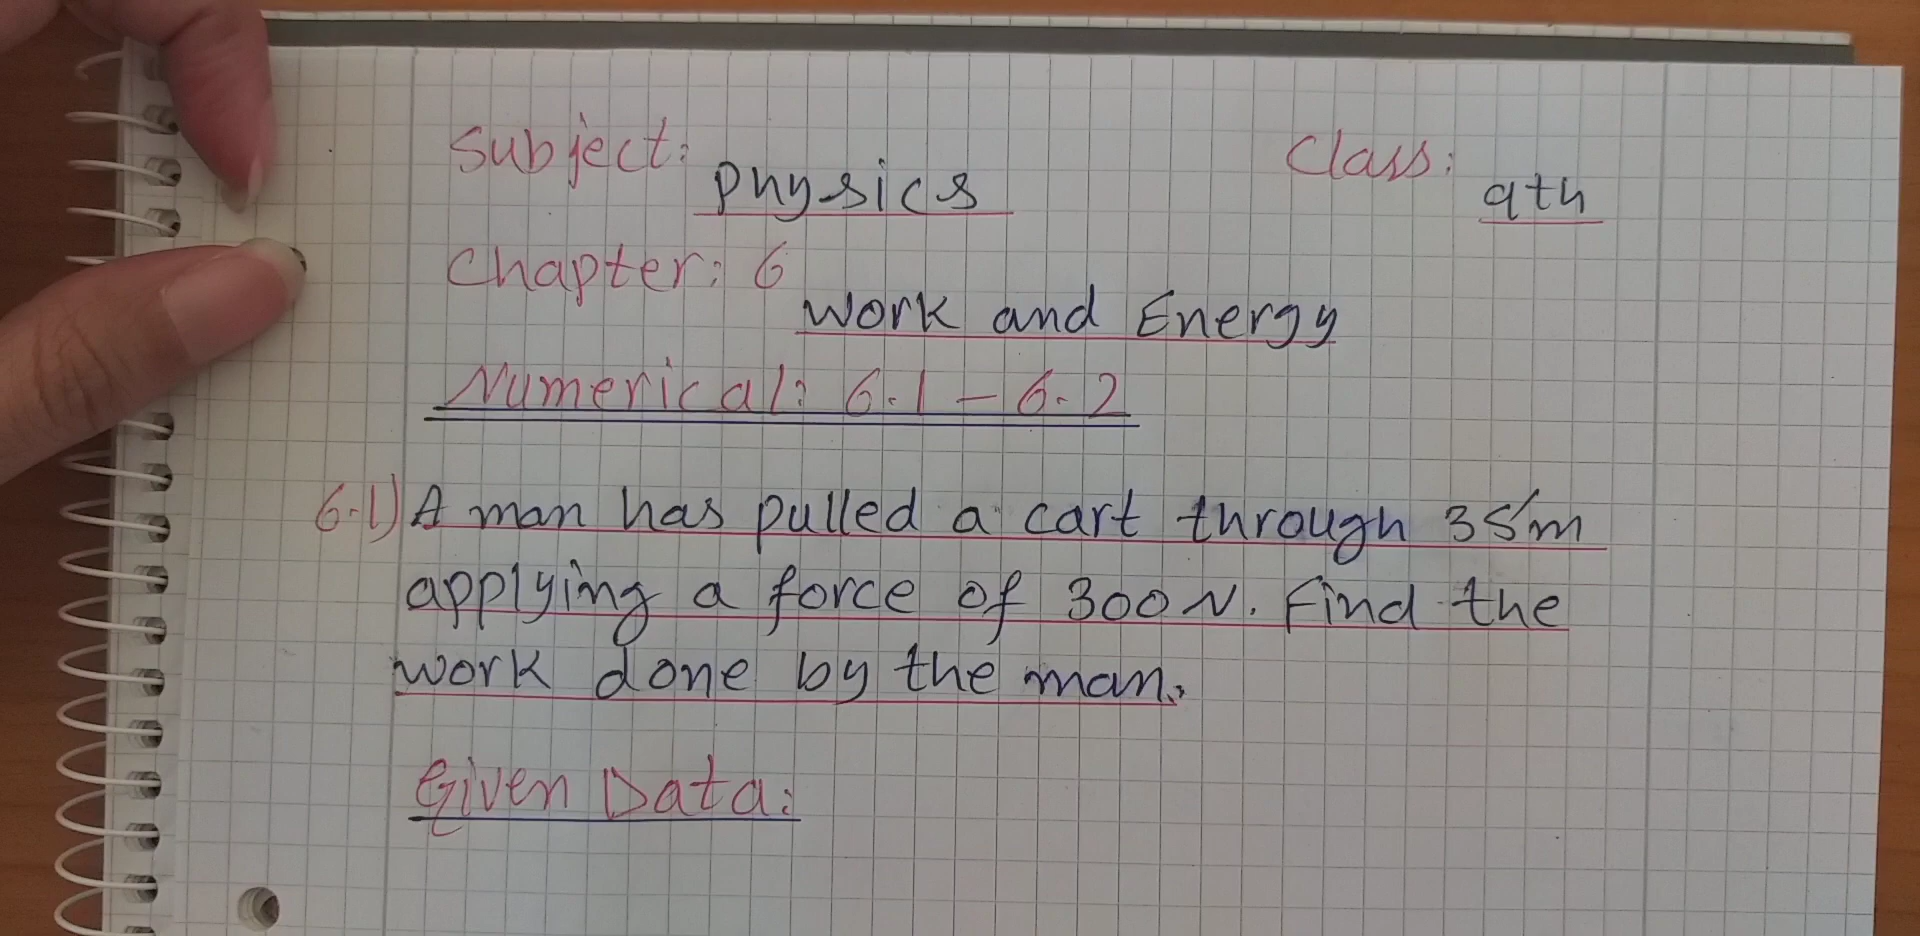 Subject: Physics Class: 9th
Chapter: 6 Work and Energy
Numerical: 6.1 - 6.2
6.1) A man has pulled a cart through 35m
applying a force of 300N. Find the
work done by the man.
Given Data: